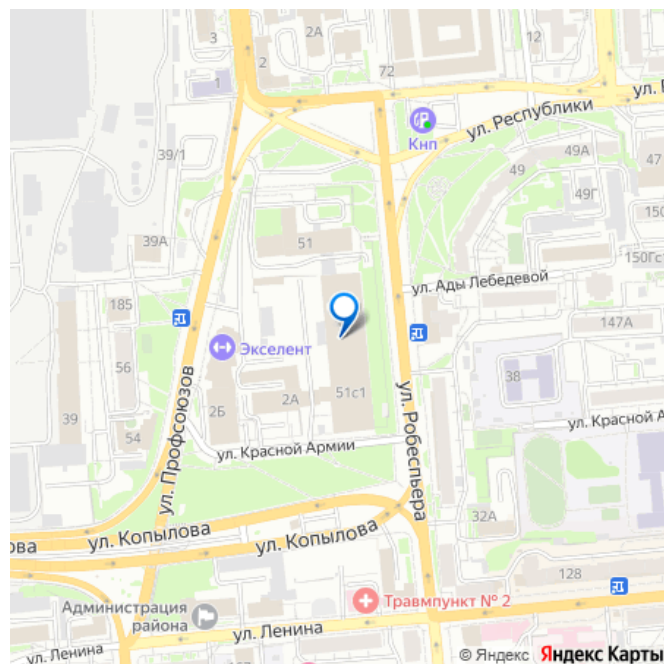 3
2А
12
2
72
1
Кнп
ул. Республики
ул. Р
39/1
49А
49
47
49Г
150
39А
51
150Гс1
ул. Ады Лебедевой
185
Экселент
147А
56
38
ул. Профсоюзов
51с1
2А
2Б
39
54
ул. Робеспьера
ул. Красной А
ул. Красной Армии
32А
ова
ул. Копылова
ул. Копылова
128
Травмпункт № 2
Администрация
района
ул. Ленина
ул. Ленина
© Яндекс
Яндекс Карты